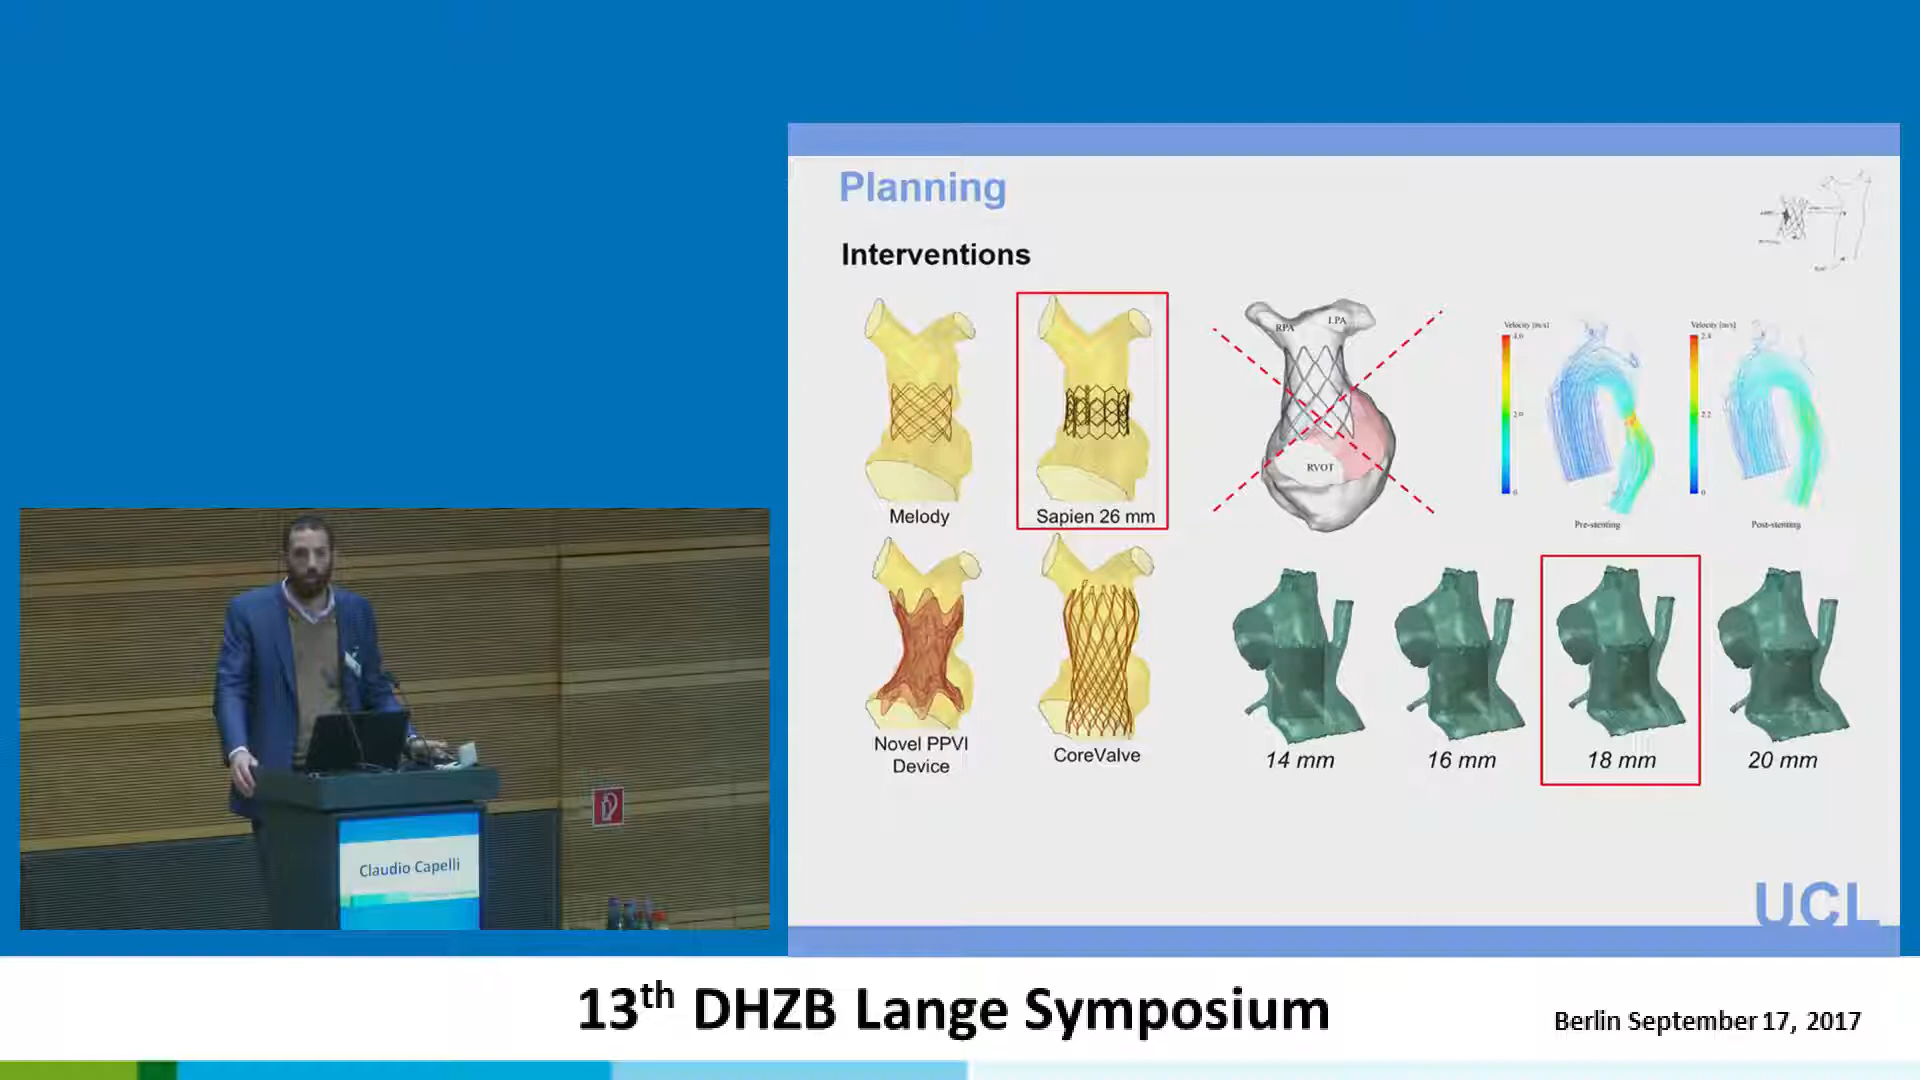 Planning
Interventions
Melody
Sapien 26 mm
RPA
LPA
RVOT
Velocity [m/s]
4.0
2.0
0
Pre-stenting
Velocity [m/s]
2.4
2.2
0
Post-stenting
Novel PPVI
Device
CoreValve
14 mm
16 mm
18 mm
20 mm
UCL
Claudio Capelli
13th DHZB Lange Symposium
Berlin September 17, 2017